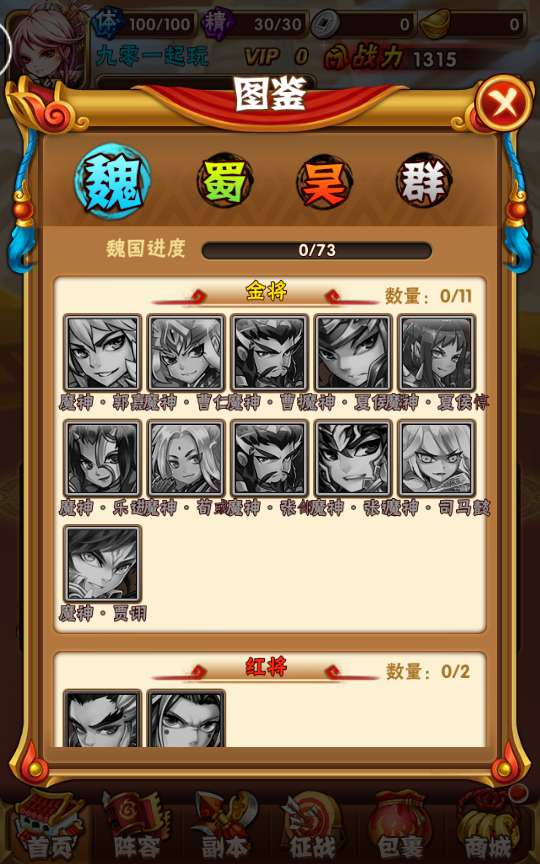 体 100/100 精 30/30 0 0
九零一起玩 VIP 0 战力 1315
图鉴
魏 蜀 吴 群
魏国进度 0/73
金将 数量：0/11
魔神·郭嘉 魔神·曹仁 魔神·曹操 魔神·夏侯 魔神·夏侯惇
魔神·乐进 魔神·荀彧 魔神·张郃 魔神·张 魔神·司马懿
魔神·贾诩
红将 数量：0/2
首页 阵容 副本 征战 包裹 商城